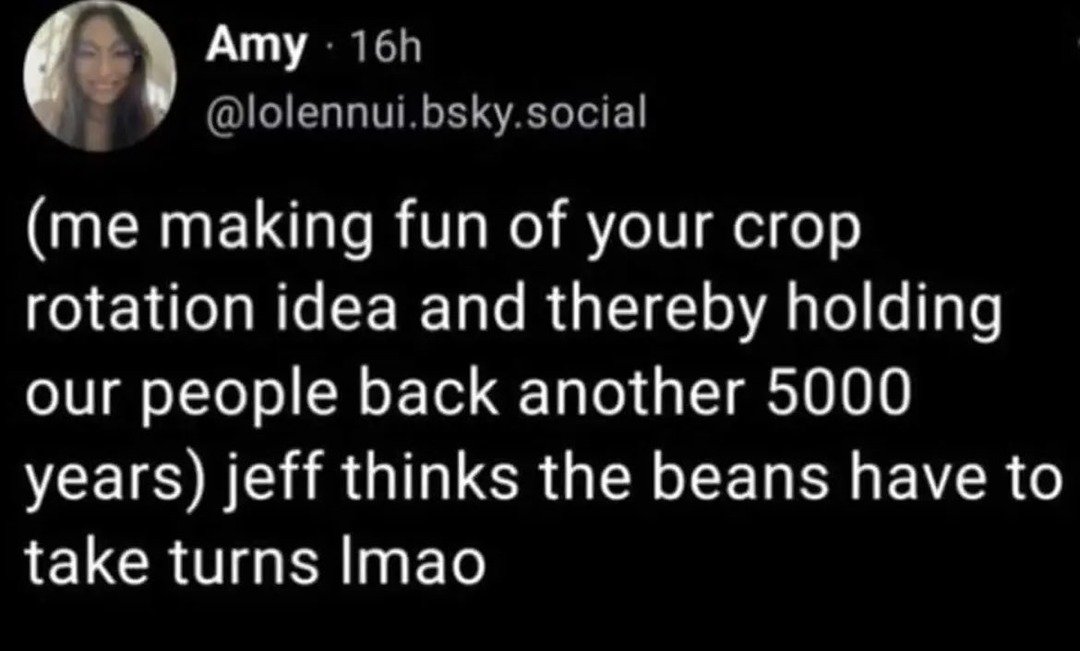 Amy · 16h
@lolennui.bsky.social
(me making fun of your crop
rotation idea and thereby holding
our people back another 5000
years) jeff thinks the beans have to
take turns lmao